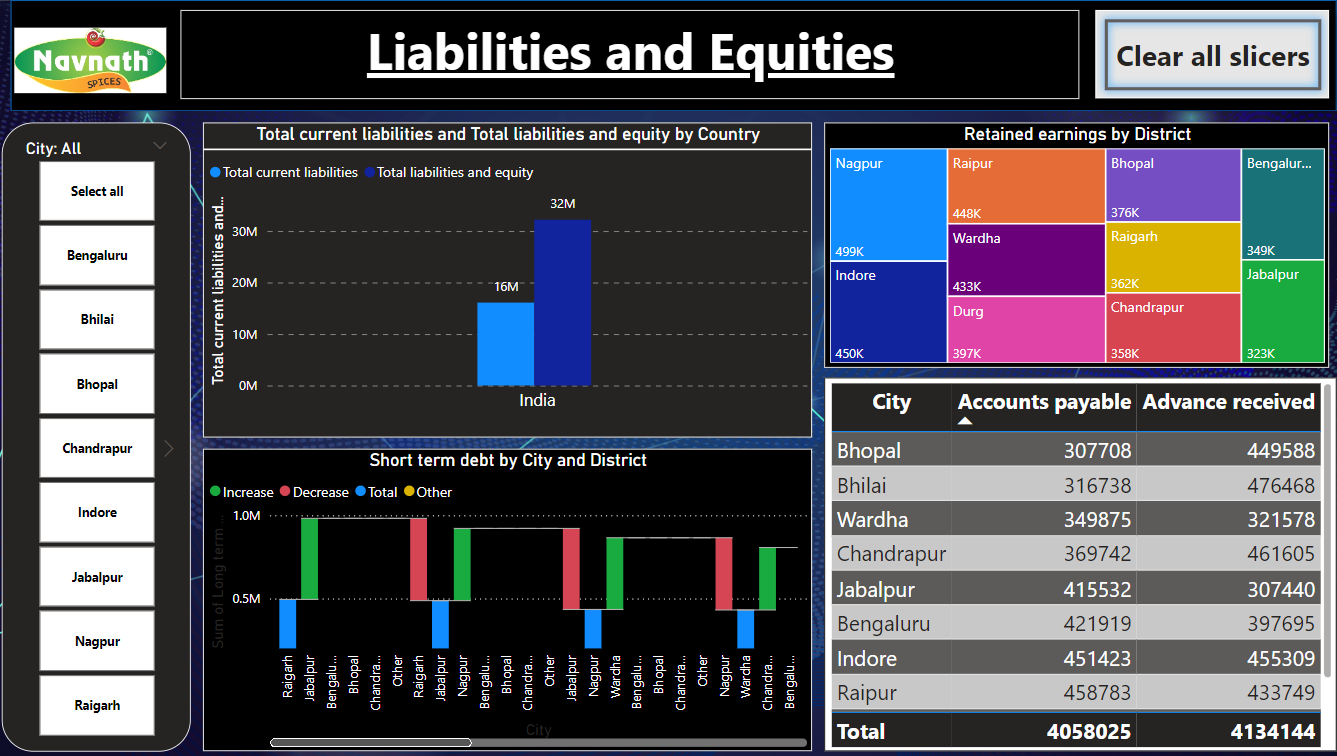 Navnath®
SPICES
Liabilities and Equities
Clear all slicers
City: All
Select all
Bengaluru
Bhilai
Bhopal
Chandrapur
Indore
Jabalpur
Nagpur
Raigarh
Total current liabilities and Total liabilities and equity by Country
Total current liabilities Total liabilities and equity
Total current liabilities and...
30M
20M
10M
0M
16M
32M
India
Retained earnings by District
Nagpur
499K
Indore
450K
Raipur
448K
Wardha
433K
Durg
397K
Bhopal
376K
Raigarh
362K
Chandrapur
358K
Bengalur...
349K
Jabalpur
323K
Short term debt by City and District
Increase Decrease Total Other
Sum of Long term ...
1.0M
0.5M
Raigarh
Jabalpur
Bengalu...
Bhopal
Chandra...
Other
Raigarh
Jabalpur
Nagpur
Bengalu...
Bhopal
Chandra...
Other
Jabalpur
Nagpur
Wardha
Bengalu...
Bhopal
Chandra...
Other
Nagpur
Wardha
Chandra...
Bengalu...
City
City Accounts payable Advance received
Bhopal 307708 449588
Bhilai 316738 476468
Wardha 349875 321578
Chandrapur 369742 461605
Jabalpur 415532 307440
Bengaluru 421919 397695
Indore 451423 455309
Raipur 458783 433749
Total 4058025 4134144